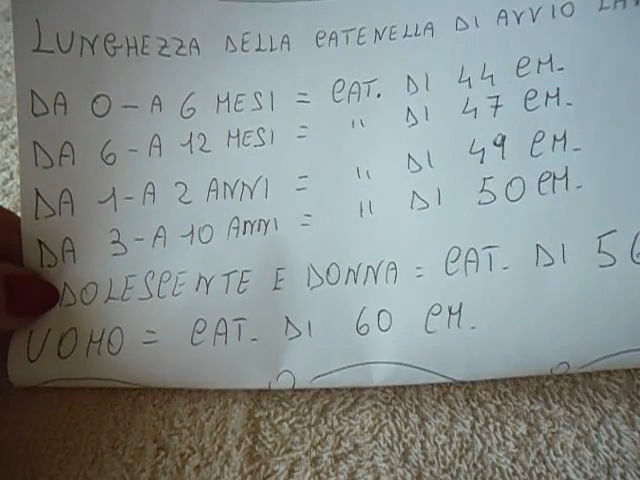 LUNGHEZZA DELLA CATENELLA DI AVVIO
DA 0-A 6 MESI = CAT. DI 44 CM.
DA 6-A 12 MESI = " DI 47 CM.
DA 1-A 2 ANNI = " DI 49 CM.
DA 3-A 10 ANNI = " DI 50 CM.
DOLESCENTE E DONNA = CAT. DI 56
UOMO = CAT. DI 60 CM.